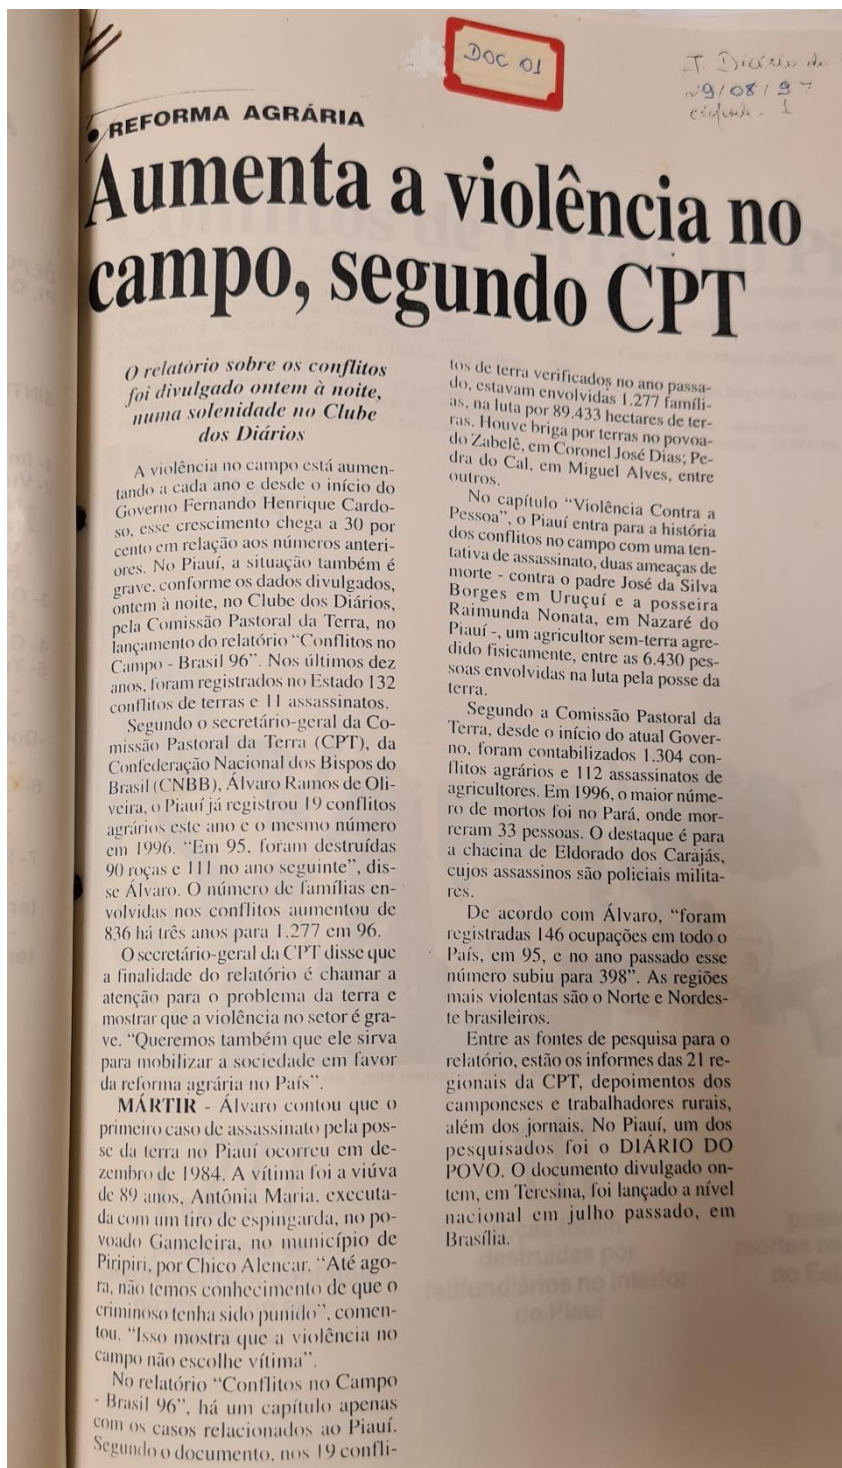 DOC 01
J. Diário do
29/08/97
REFORMA AGRÁRIA
Aumenta a violência no
campo, segundo CPT
O relatório sobre os conflitos
foi divulgado ontem à noite,
numa solenidade no Clube
dos Diários
A violência no campo está aumen-
tando a cada ano e desde o início do
Governo Fernando Henrique Cardo-
so, esse crescimento chega a 30 por
cento em relação aos números anteri-
ores. No Piauí, a situação também é
grave, conforme os dados divulgados,
ontem à noite, no Clube dos Diários,
pela Comissão Pastoral da Terra, no
lançamento do relatório "Conflitos no
Campo - Brasil 96". Nos últimos dez
anos, foram registrados no Estado 132
conflitos de terras e 11 assassinatos.
Segundo o secretário-geral da Co-
missão Pastoral da Terra (CPT), da
Confederação Nacional dos Bispos do
Brasil (CNBB), Álvaro Ramos de Oli-
veira, o Piauí já registrou 19 conflitos
agrários este ano e o mesmo número
em 1996. "Em 95, foram destruídas
90 roças e 111 no ano seguinte", dis-
se Álvaro. O número de famílias en-
volvidas nos conflitos aumentou de
836 há três anos para 1.277 em 96.
O secretário-geral da CPT disse que
a finalidade do relatório é chamar a
atenção para o problema da terra e
mostrar que a violência no setor é gra-
ve. "Queremos também que ele sirva
para mobilizar a sociedade em favor
da reforma agrária no País".
MÁRTIR - Álvaro contou que o
primeiro caso de assassinato pela pos-
se da terra no Piauí ocorreu em de-
zembro de 1984. A vítima foi a viúva
de 89 anos, Antônia Maria, executa-
da com um tiro de espingarda, no po-
voado Gameleira, no município de
Piripiri, por Chico Alencar. "Até ago-
ra, não temos conhecimento de que o
criminoso tenha sido punido", comen-
tou. "Isso mostra que a violência no
campo não escolhe vítima".
No relatório "Conflitos no Campo
- Brasil 96", há um capítulo apenas
com os casos relacionados ao Piauí.
Segundo o documento, nos 19 confli-
tos de terra verificados no ano passa-
do, estavam envolvidas 1.277 famíli-
as, na luta por 89.433 hectares de ter-
ras. Houve briga por terras no povoa-
do Zabelê, em Coronel José Dias; Pe-
dra do Cal, em Miguel Alves, entre
outros.
No capítulo "Violência Contra a
Pessoa", o Piauí entra para a história
dos conflitos no campo com uma ten-
tativa de assassinato, duas ameaças de
morte - contra o padre José da Silva
Borges em Uruçuí e a posseira
Raimunda Nonata, em Nazaré do
Piauí -, um agricultor sem-terra agre-
dido fisicamente, entre as 6.430 pes-
soas envolvidas na luta pela posse da
terra.
Segundo a Comissão Pastoral da
Terra, desde o início do atual Gover-
no, foram contabilizados 1.304 con-
flitos agrários e 112 assassinatos de
agricultores. Em 1996, o maior núme-
ro de mortos foi no Pará, onde mor-
reram 33 pessoas. O destaque é para
a chacina de Eldorado dos Carajás,
cujos assassinos são policiais milita-
res.
De acordo com Álvaro, "foram
registradas 146 ocupações em todo o
País, em 95, e no ano passado esse
número subiu para 398". As regiões
mais violentas são o Norte e Nordes-
te brasileiros.
Entre as fontes de pesquisa para o
relatório, estão os informes das 21 re-
gionais da CPT, depoimentos dos
camponeses e trabalhadores rurais,
além dos jornais. No Piauí, um dos
pesquisados foi o DIÁRIO DO
POVO. O documento divulgado on-
tem, em Teresina, foi lançado a nível
nacional em julho passado, em
Brasília.
destruídas por
latifundiários no interior
do Piauí